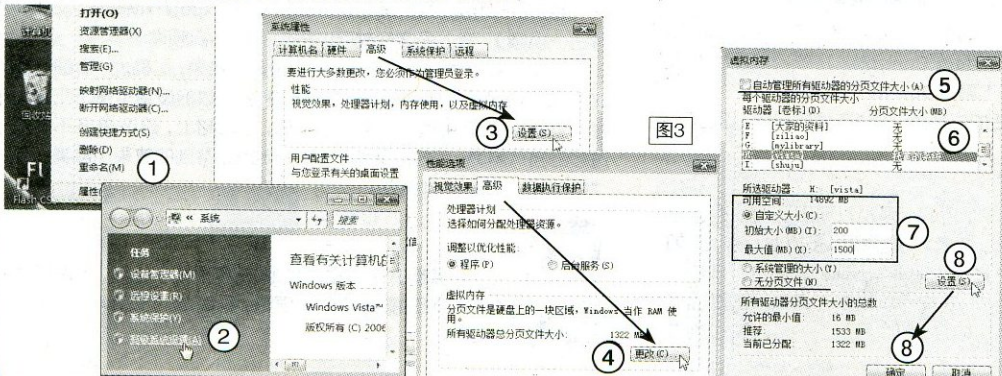 打开(O)
资源管理器(X)
搜索(E)...
管理(G)
映射网络驱动器(N)...
断开网络驱动器(C)...
创建快捷方式(S)
删除(D)
重命名(M)
属性
回收站
①
« 系统
搜索
任务
设备管理器(M)
远程设置(R)
系统保护(Y)
高级系统设置(A)
②
查看有关计算机的
Windows 版本
Windows Vista™
版权所有 (C) 2006
系统属性
计算机名 硬件 高级 系统保护 远程
要进行大多数更改，您必须作为管理员登录。
性能
视觉效果，处理器计划，内存使用，以及虚拟内存
③ 设置(S)...
用户配置文件
与您登录有关的桌面设置
图3
性能选项
视觉效果 高级 数据执行保护
处理器计划
选择如何分配处理器资源。
调整以优化性能:
程序(P) 后台服务(S)
虚拟内存
分页文件是硬盘上的一块区域，Windows 当作 RAM 使
用。
所有驱动器总分页文件大小: 1322 MB
④ 更改(C)...
虚拟内存
自动管理所有驱动器的分页文件大小(A) ⑤
每个驱动器的分页文件大小
驱动器 [卷标](D) 分页文件大小(MB)
E [大家的资料] 无
F [ziliao] 无
G [mylibrary] 无
I [shuju] 无
⑥
所选驱动器: H: [vista]
可用空间: 14692 MB
自定义大小(C):
初始大小(MB)(I): 200
最大值(MB)(X): 1500
⑦
系统管理的大小(Y)
无分页文件(N)
⑧ 设置(S)
所有驱动器分页文件大小的总数
允许的最小值: 16 MB
推荐: 1533 MB
当前已分配: 1322 MB
⑧
确定 取消